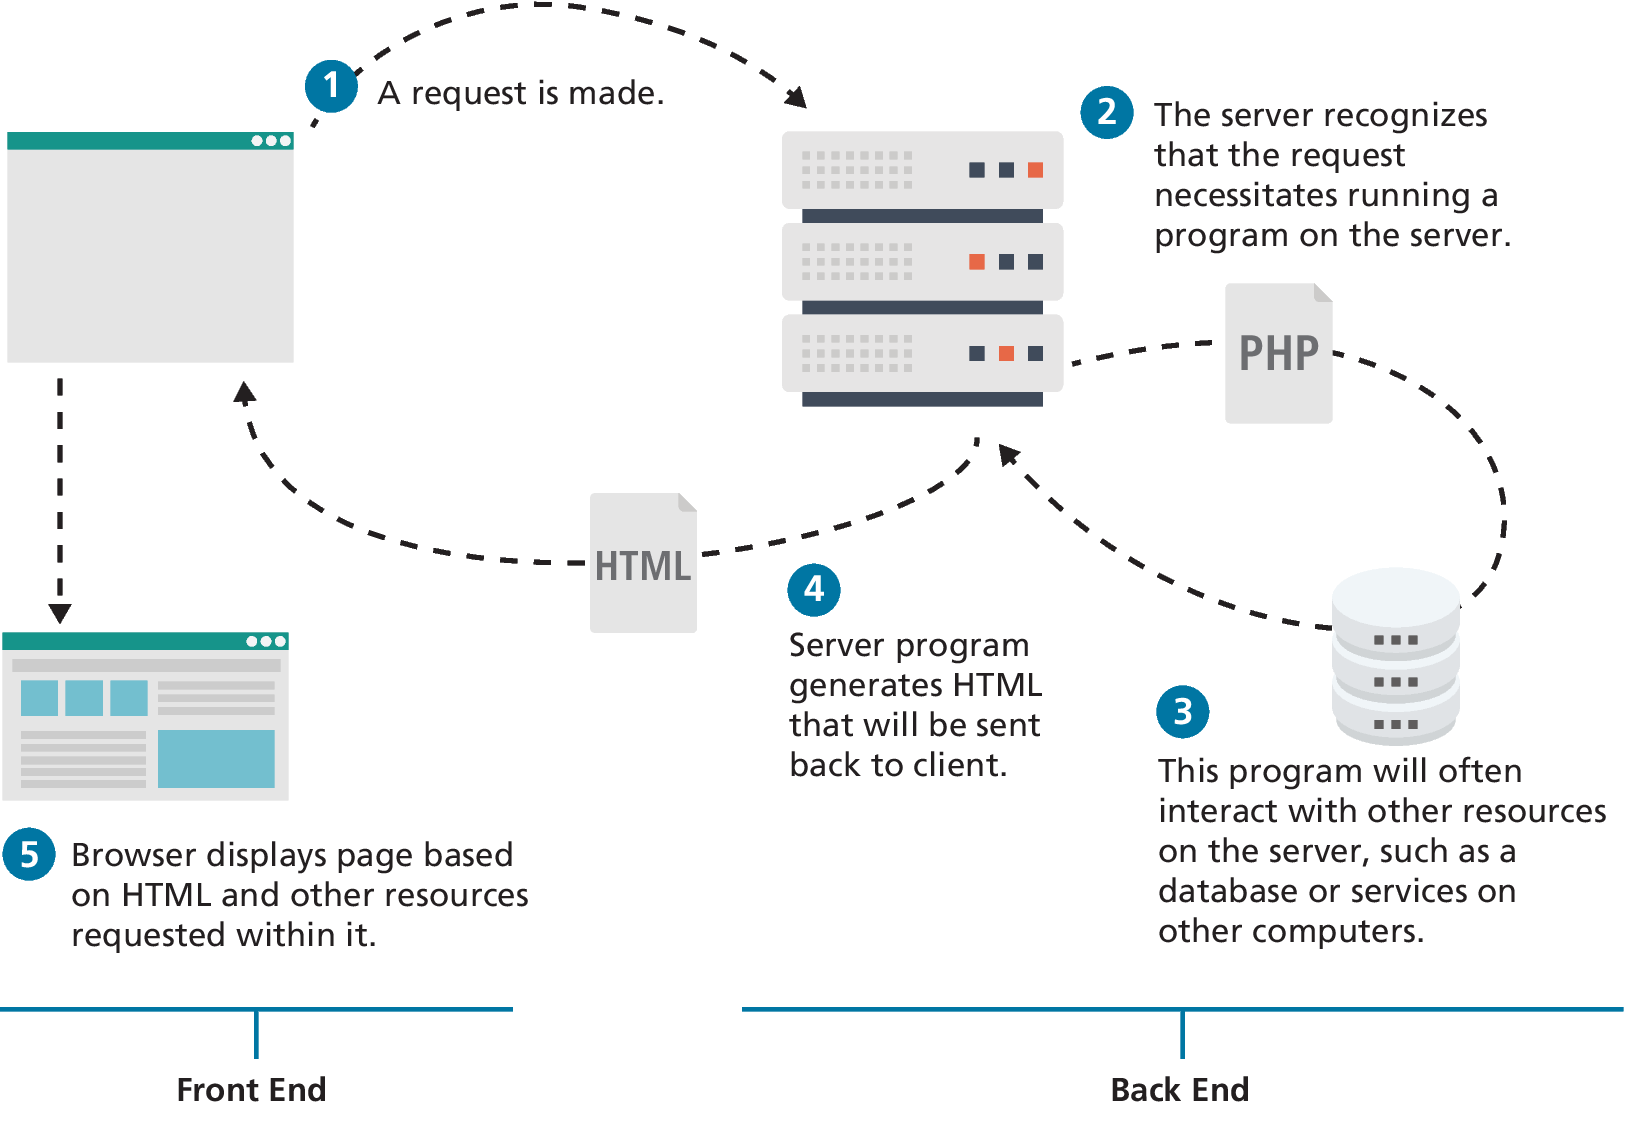 1
A request is made.
2
The server recognizes
that the request
necessitates running a
program on the server.
PHP
HTML
4
Server program
generates HTML
that will be sent
back to client.
3
This program will often
interact with other resources
on the server, such as a
database or services on
other computers.
5
Browser displays page based
on HTML and other resources
requested within it.
Front End
Back End